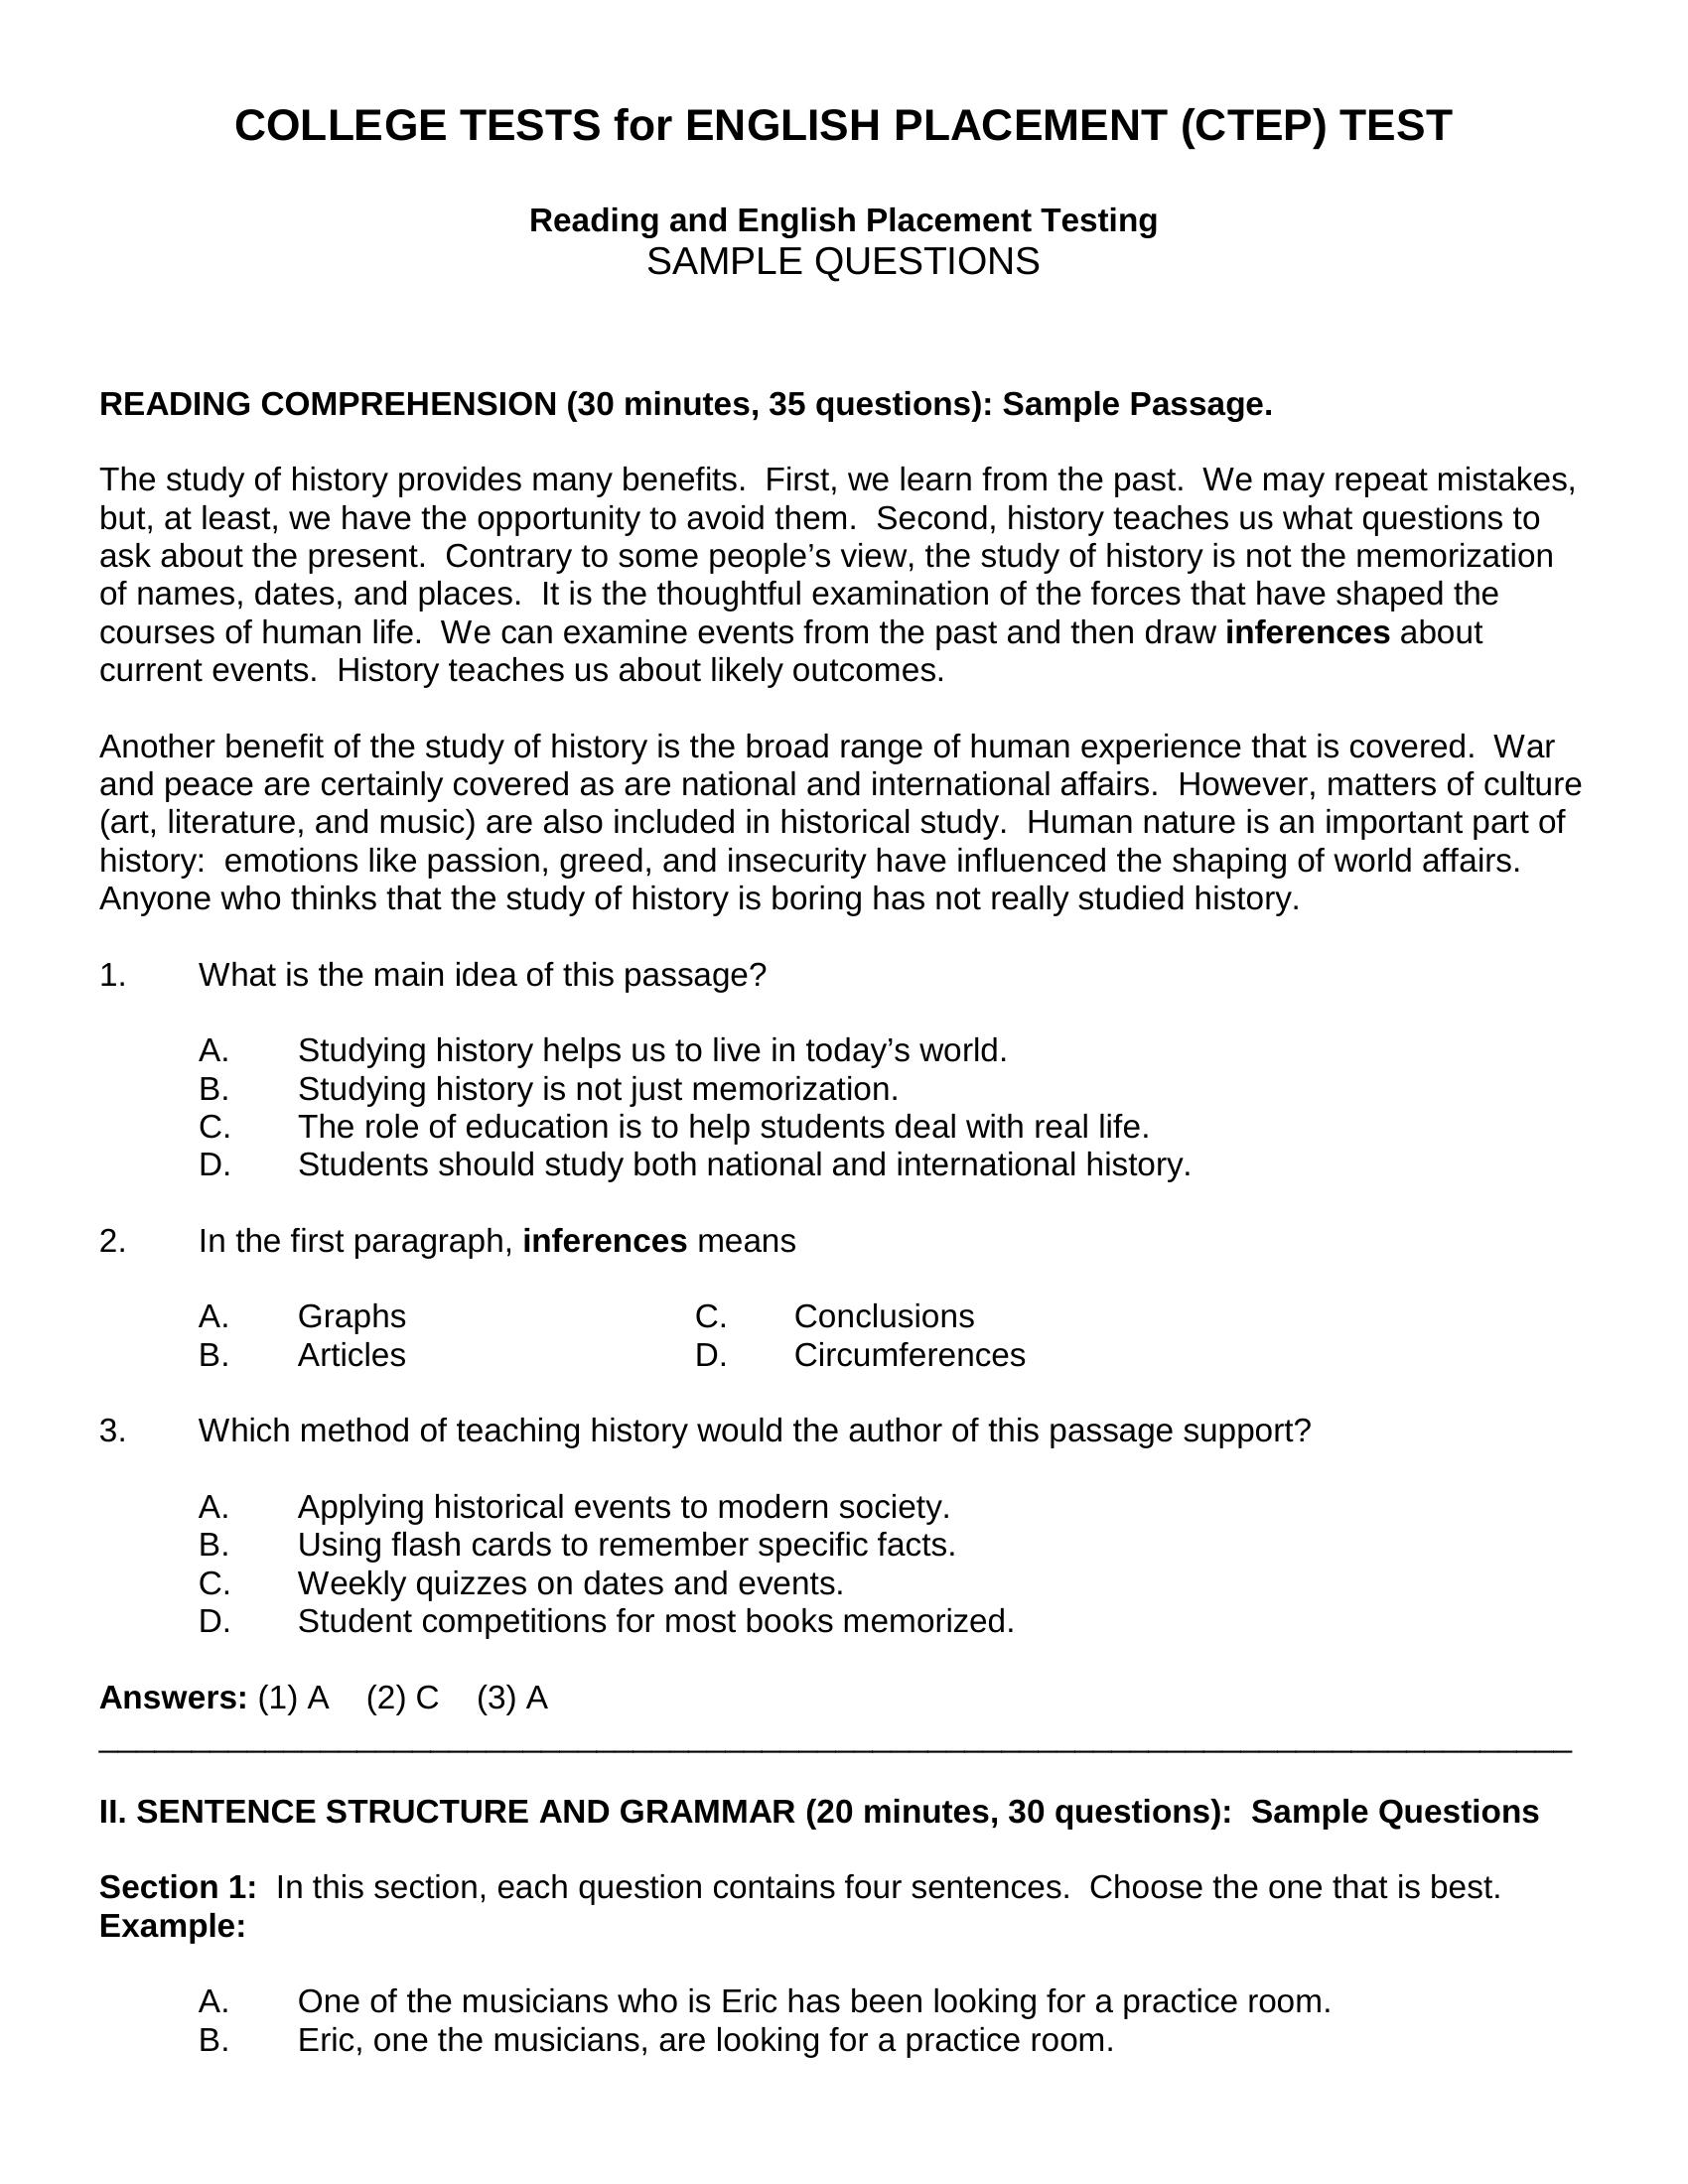 COLLEGE TESTS for ENGLISH PLACEMENT (CTEP) TEST
Reading and English Placement Testing
SAMPLE QUESTIONS
READING COMPREHENSION (30 minutes, 35 questions): Sample Passage.
The study of history provides many benefits.  First, we learn from the past.  We may repeat mistakes,
but, at least, we have the opportunity to avoid them.  Second, history teaches us what questions to
ask about the present.  Contrary to some people’s view, the study of history is not the memorization
of names, dates, and places.  It is the thoughtful examination of the forces that have shaped the
courses of human life.  We can examine events from the past and then draw inferences about
current events.  History teaches us about likely outcomes.
Another benefit of the study of history is the broad range of human experience that is covered.  War
and peace are certainly covered as are national and international affairs.  However, matters of culture
(art, literature, and music) are also included in historical study.  Human nature is an important part of
history:  emotions like passion, greed, and insecurity have influenced the shaping of world affairs.
Anyone who thinks that the study of history is boring has not really studied history.
1. What is the main idea of this passage?
A. Studying history helps us to live in today’s world.
B. Studying history is not just memorization.
C. The role of education is to help students deal with real life.
D. Students should study both national and international history.
2. In the first paragraph, inferences means
A. Graphs C. Conclusions
B. Articles D. Circumferences
3. Which method of teaching history would the author of this passage support?
A. Applying historical events to modern society.
B. Using flash cards to remember specific facts.
C. Weekly quizzes on dates and events.
D. Student competitions for most books memorized.
Answers: (1) A (2) C (3) A
II. SENTENCE STRUCTURE AND GRAMMAR (20 minutes, 30 questions):  Sample Questions
Section 1:  In this section, each question contains four sentences.  Choose the one that is best.
Example:
A. One of the musicians who is Eric has been looking for a practice room.
B. Eric, one the musicians, are looking for a practice room.